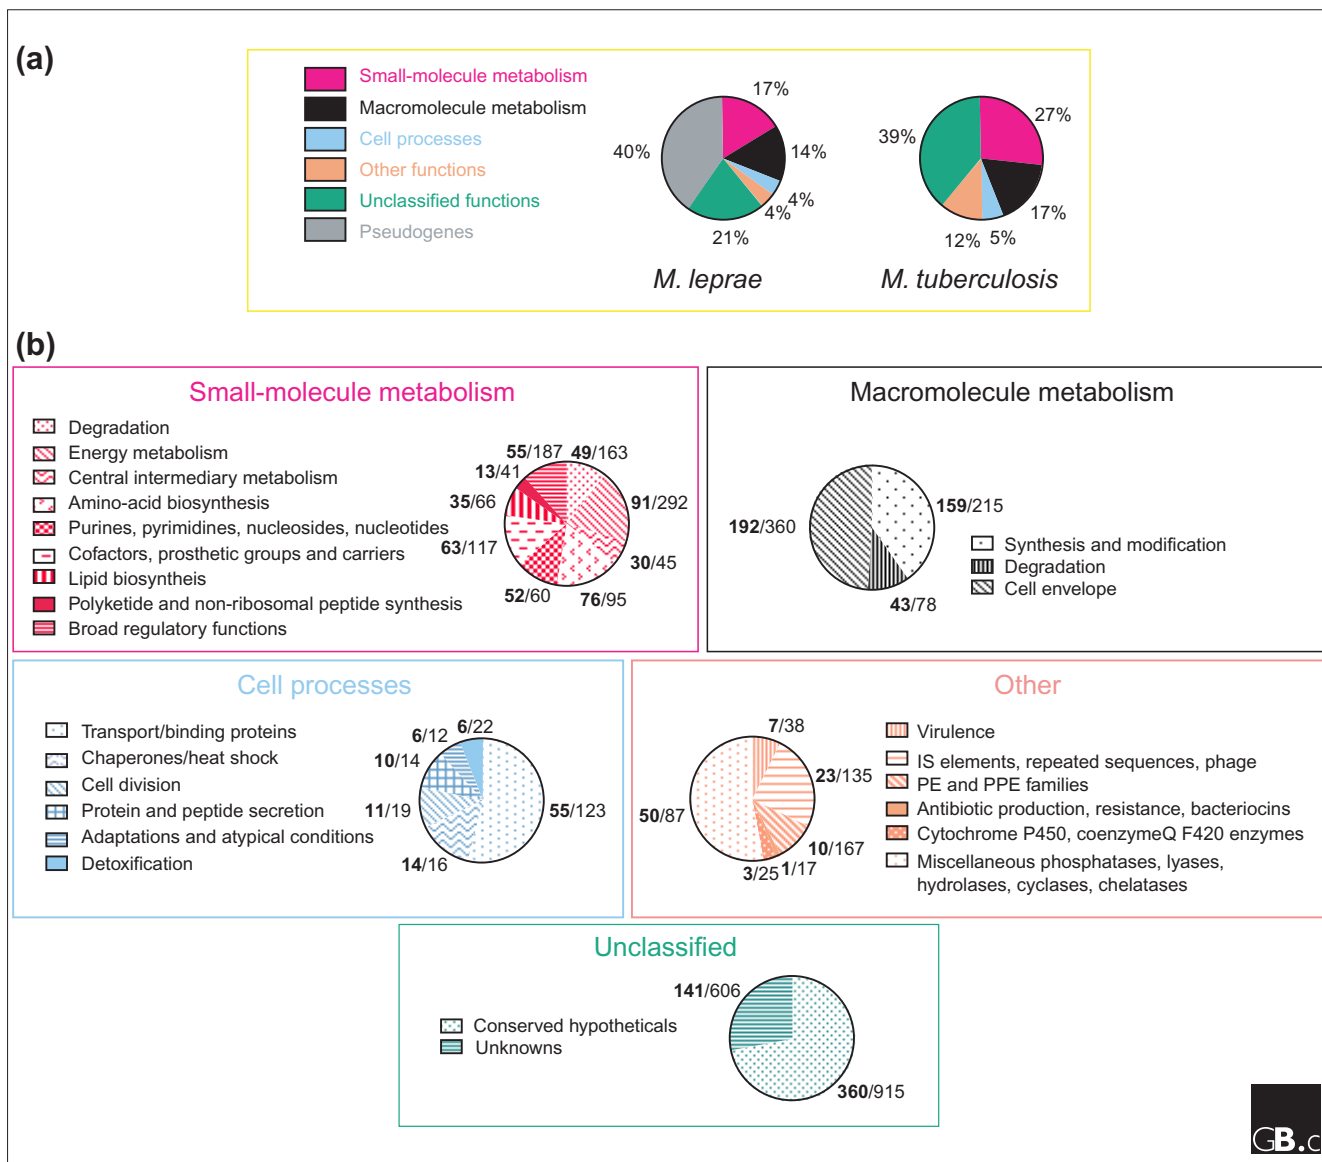 (a)
Small-molecule metabolism
Macromolecule metabolism
Cell processes
Other functions
Unclassified functions
Pseudogenes
17%
14%
4%
4%
21%
40%
M. leprae
27%
17%
5%
12%
39%
M. tuberculosis
(b)
Small-molecule metabolism
Degradation
Energy metabolism
Central intermediary metabolism
Amino-acid biosynthesis
Purines, pyrimidines, nucleosides, nucleotides
Cofactors, prosthetic groups and carriers
Lipid biosyntheis
Polyketide and non-ribosomal peptide synthesis
Broad regulatory functions
55/187
49/163
13/41
35/66
91/292
63/117
30/45
52/60
76/95
Macromolecule metabolism
159/215
192/360
43/78
Synthesis and modification
Degradation
Cell envelope
Cell processes
Transport/binding proteins
Chaperones/heat shock
Cell division
Protein and peptide secretion
Adaptations and atypical conditions
Detoxification
6/22
6/12
10/14
11/19
55/123
14/16
Other
7/38
23/135
50/87
10/167
1/17
3/25
Virulence
IS elements, repeated sequences, phage
PE and PPE families
Antibiotic production, resistance, bacteriocins
Cytochrome P450, coenzymeQ F420 enzymes
Miscellaneous phosphatases, lyases,
hydrolases, cyclases, chelatases
Unclassified
141/606
Conserved hypotheticals
Unknowns
360/915
GB.c